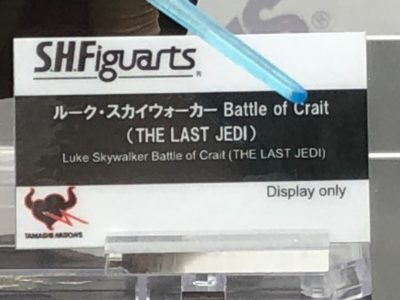 S.H.Figuarts
ルーク・スカイウォーカー Battle of Crait
（THE LAST JEDI）
Luke Skywalker Battle of Crait (THE LAST JEDI)
Display only
TAMASHII NATIONS